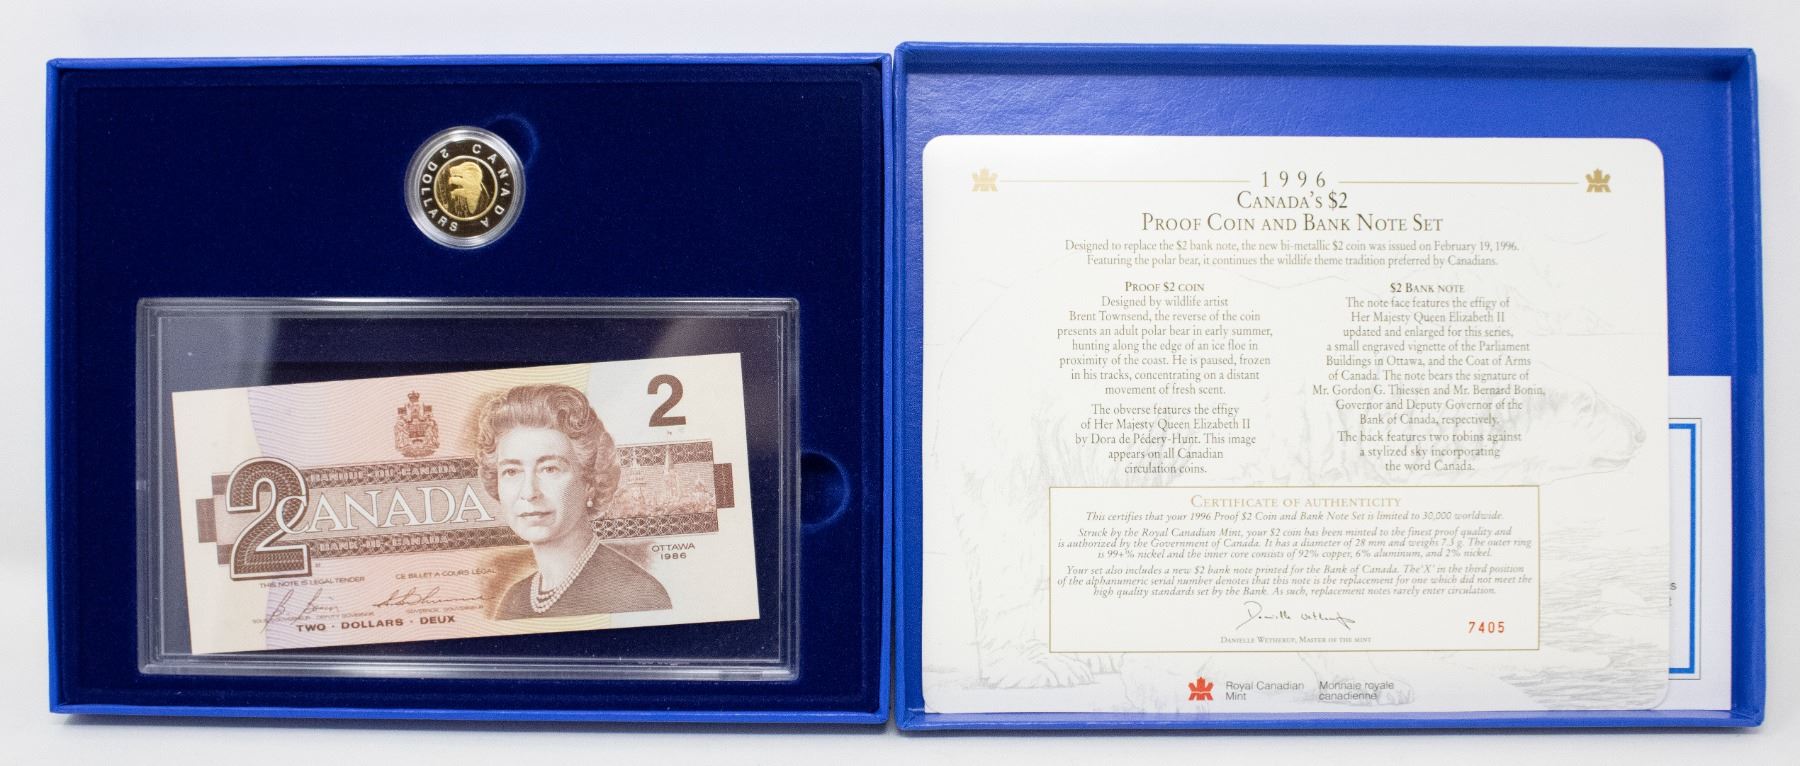 2 DOLLARS CANADA
2
BANQUE·DU·CANADA
2 CANADA
BANK·DE·CANADA
OTTAWA
1986
THIS NOTE IS LEGAL TENDER
CE BILLET A COURS LÉGAL
TWO · DOLLARS · DEUX
1996
CANADA'S $2
PROOF COIN AND BANK NOTE SET
Designed to replace the $2 bank note, the new bi-metallic $2 coin was issued on February 19, 1996.
Featuring the polar bear, it continues the wildlife theme tradition preferred by Canadians.
PROOF $2 COIN
Designed by wildlife artist
Brent Townsend, the reverse of the coin
presents an adult polar bear in early summer,
hunting along the edge of an ice floe in
proximity of the coast. He is paused, frozen
in his tracks, concentrating on a distant
movement of fresh scent.
The obverse features the effigy
of Her Majesty Queen Elizabeth II
by Dora de Pédery-Hunt. This image
appears on all Canadian
circulation coins.
$2 BANK NOTE
The note face features the effigy of
Her Majesty Queen Elizabeth II
updated and enlarged for this series,
a small engraved vignette of the Parliament
Buildings in Ottawa, and the Coat of Arms
of Canada. The note bears the signature of
Mr. Gordon G. Thiessen and Mr. Bernard Bonin,
Governor and Deputy Governor of the
Bank of Canada, respectively.
The back features two robins against
a stylized sky incorporating
the word Canada.
CERTIFICATE OF AUTHENTICITY
This certifies that your 1996 Proof $2 Coin and Bank Note Set is limited to 30,000 worldwide.
Struck by the Royal Canadian Mint, your $2 coin has been minted to the finest proof quality and
is authorized by the Government of Canada. It has a diameter of 28 mm and weighs 7.3 g. The outer ring
is 99+% nickel and the inner core consists of 92% copper, 6% aluminum, and 2% nickel.
Your set also includes a new $2 bank note printed for the Bank of Canada. The 'X' in the third position
of the alphanumeric serial number denotes that this note is the replacement for one which did not meet the
high quality standards set by the Bank. As such, replacement notes rarely enter circulation.
7405
DANIELLE WETHERUP, MASTER OF THE MINT
Royal Canadian
Mint
Monnaie royale
canadienne